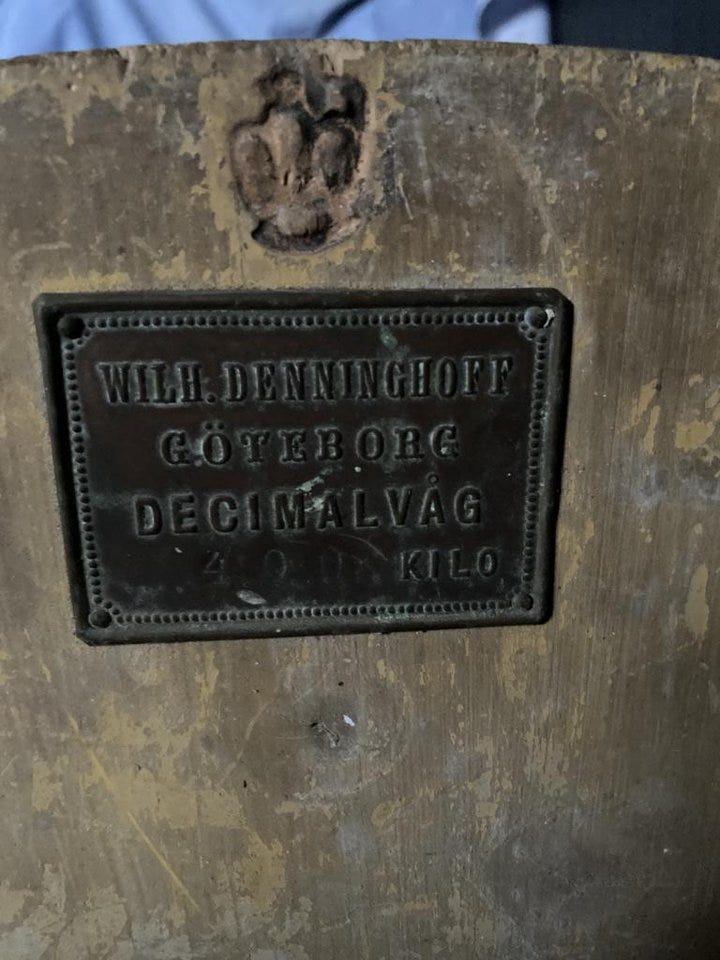 WILH. DENNINGHOFF
GÖTEBORG
DECIMALVÅG
KILO